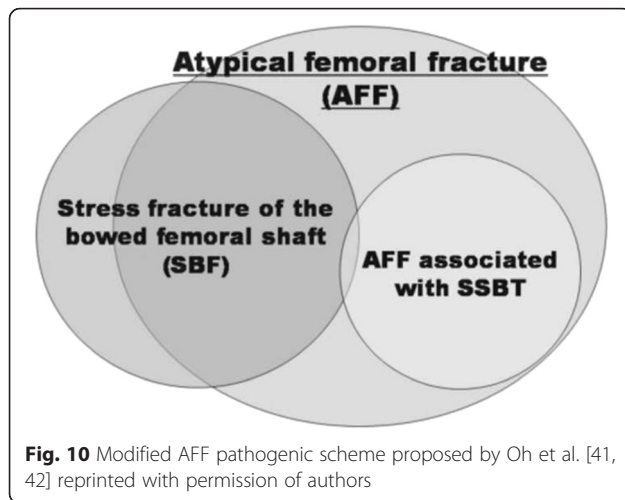 Atypical femoral fracture
(AFF)
Stress fracture of the
bowed femoral shaft
(SBF)
AFF associated
with SSBT
Fig. 10 Modified AFF pathogenic scheme proposed by Oh et al. [41,
42] reprinted with permission of authors